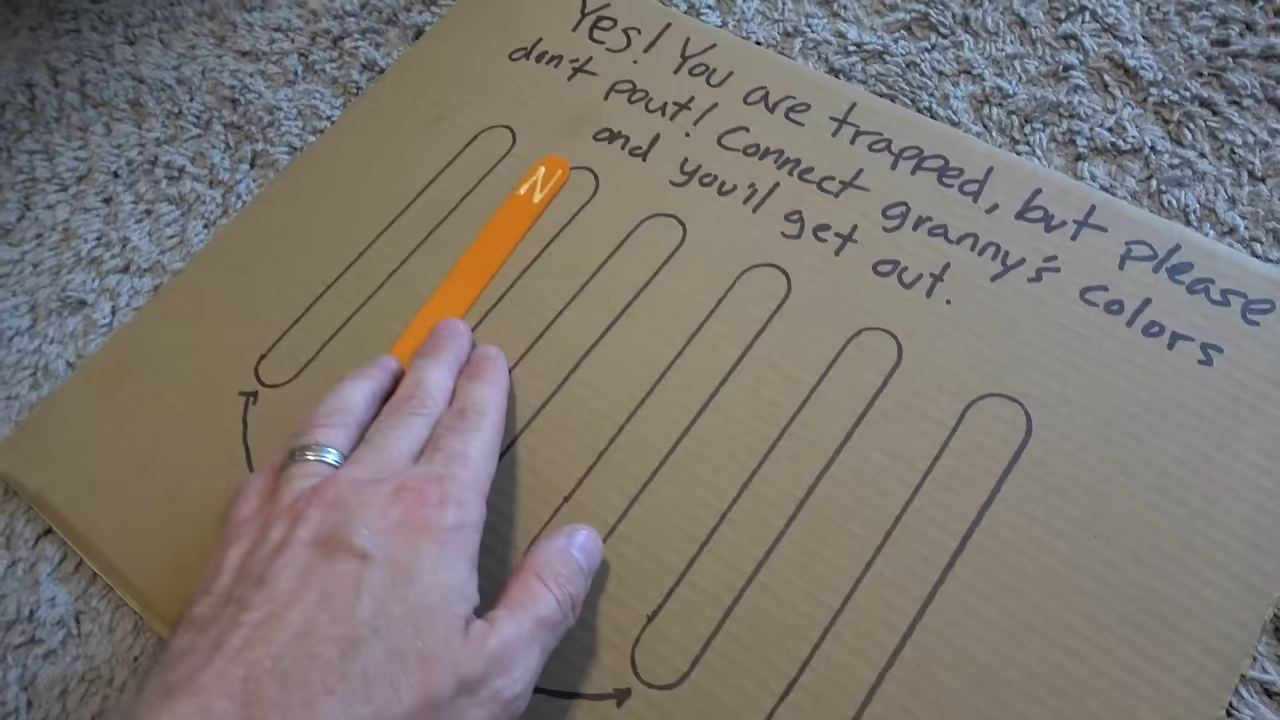 Yes! You are trapped, but please
don't pout! Connect granny's colors
and you'll get out.
N